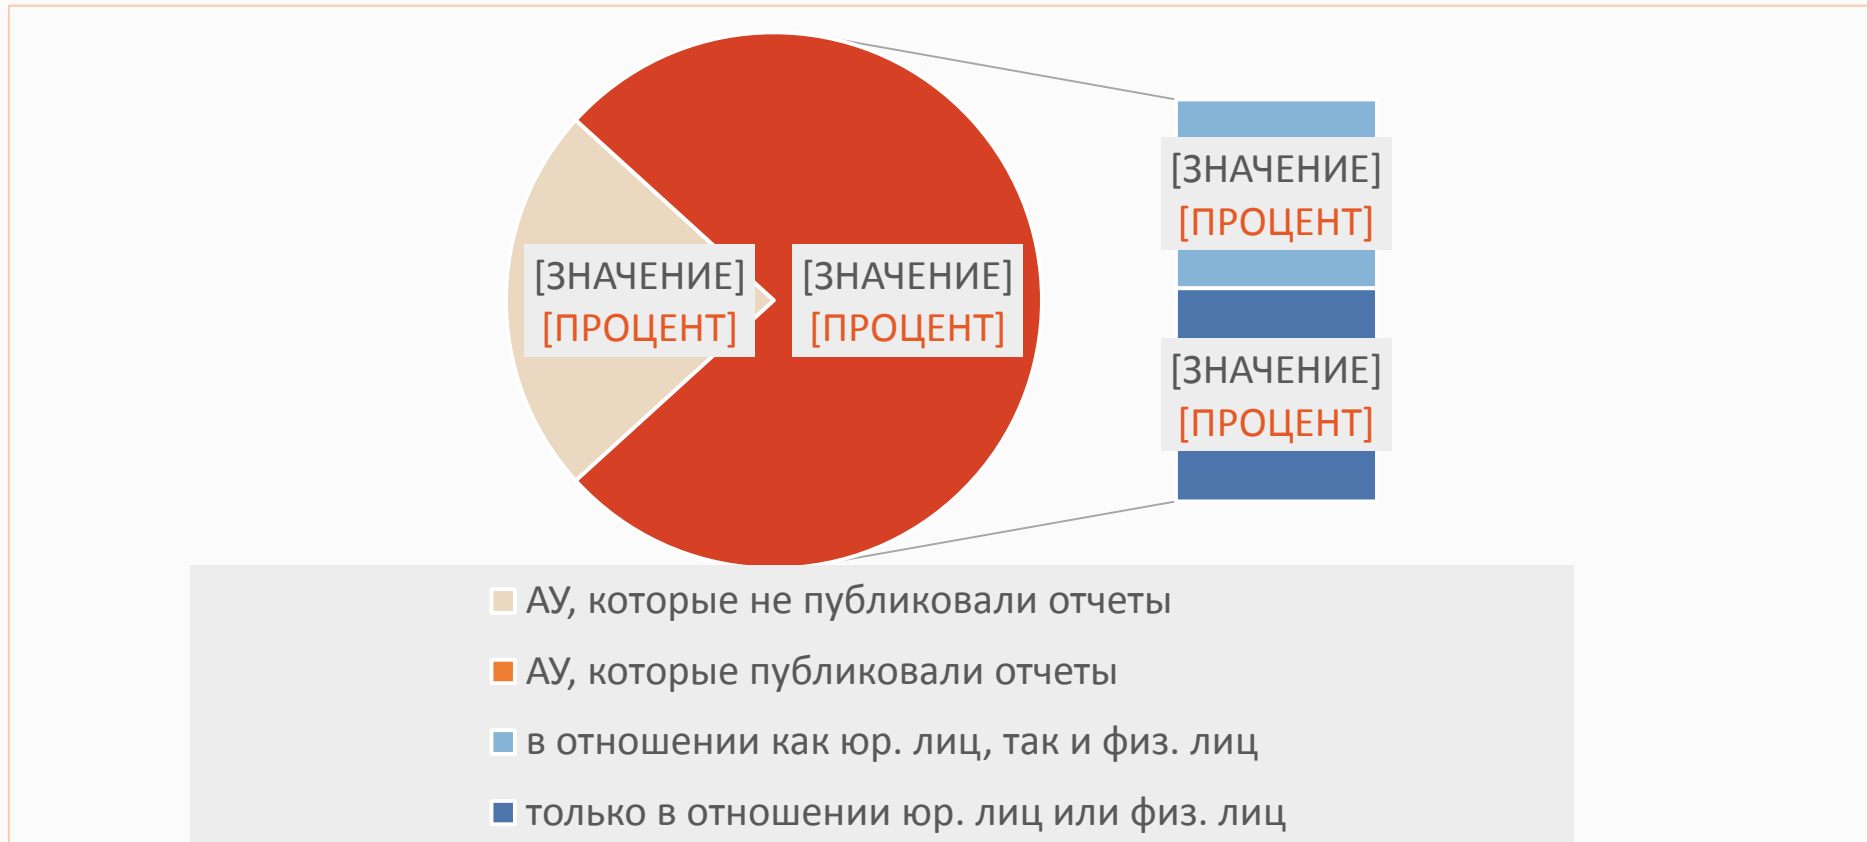 [ЗНАЧЕНИЕ]
[ПРОЦЕНТ]
[ЗНАЧЕНИЕ]
[ПРОЦЕНТ]
[ЗНАЧЕНИЕ]
[ПРОЦЕНТ]
[ЗНАЧЕНИЕ]
[ПРОЦЕНТ]
АУ, которые не публиковали отчеты
АУ, которые публиковали отчеты
в отношении как юр. лиц, так и физ. лиц
только в отношении юр. лиц или физ. лиц